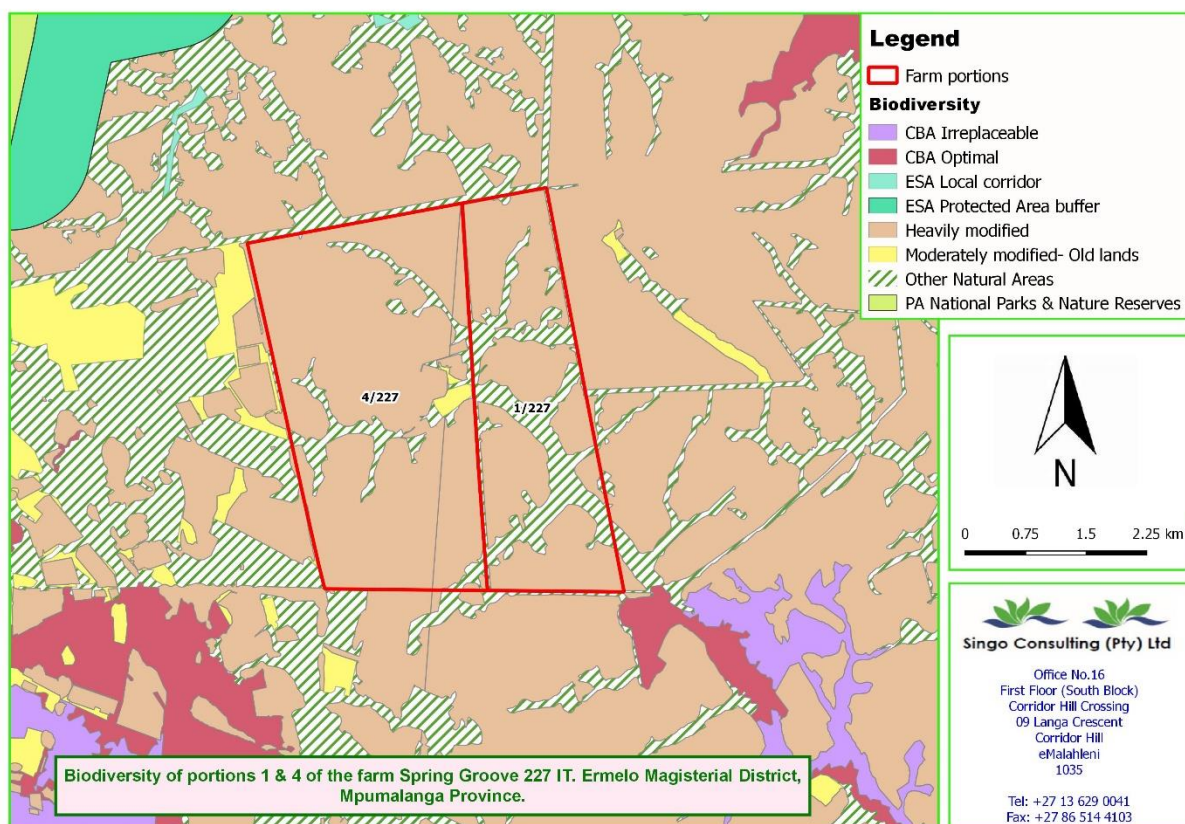 Legend
Farm portions
Biodiversity
CBA Irreplaceable
CBA Optimal
ESA Local corridor
ESA Protected Area buffer
Heavily modified
Moderately modified- Old lands
Other Natural Areas
PA National Parks & Nature Reserves
4/227
1/227
N
0 0.75 1.5 2.25 km
Singo Consulting (Pty) Ltd
Office No.16
First Floor (South Block)
Corridor Hill Crossing
09 Langa Crescent
Corridor Hill
eMalahleni
1035
Tel: +27 13 629 0041
Fax: +27 86 514 4103
Biodiversity of portions 1 & 4 of the farm Spring Groove 227 IT. Ermelo Magisterial District,
Mpumalanga Province.